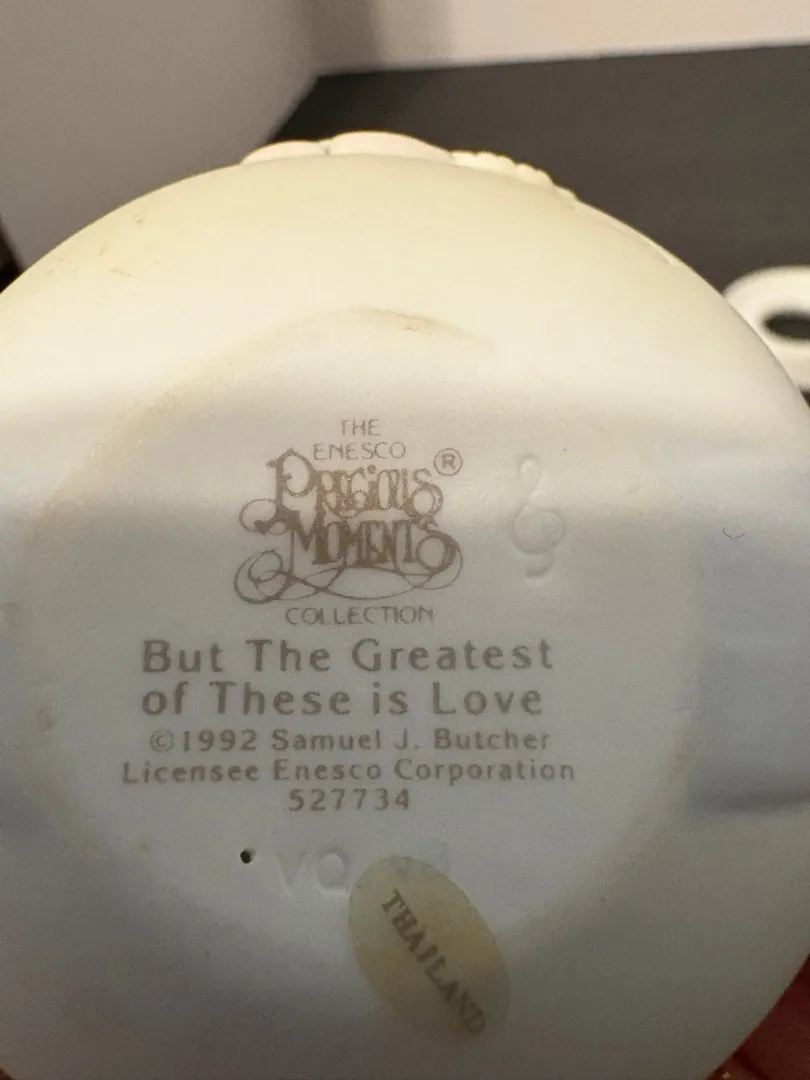 THE
ENESCO
PRECIOUS ®
MOMENTS
COLLECTION
But The Greatest
of These is Love
©1992 Samuel J. Butcher
Licensee Enesco Corporation
527734
VQ
THAILAND